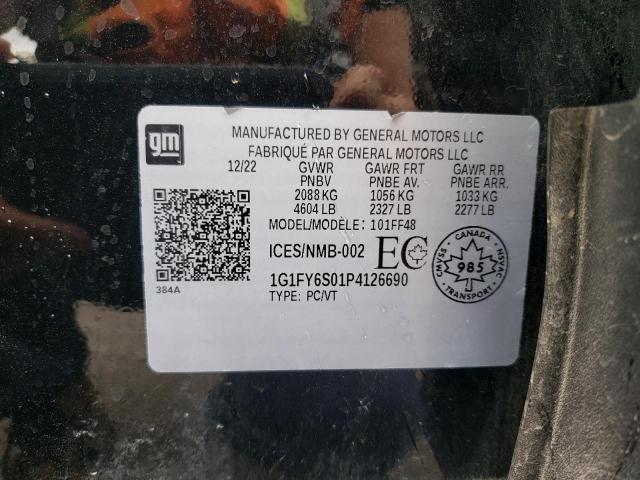 gm
MANUFACTURED BY GENERAL MOTORS LLC
FABRIQUÉ PAR GENERAL MOTORS LLC
12/22 GVWR GAWR FRT GAWR RR
PNBV PNBE AV. PNBE ARR.
2088 KG 1056 KG 1033 KG
4604 LB 2327 LB 2277 LB
MODEL/MODÈLE: 101FF48
ICES/NMB-002 EC
CANADA
CMVSS 985 NSVAC
TRANSPORT
1G1FY6S01P4126690
384A TYPE: PC/VT